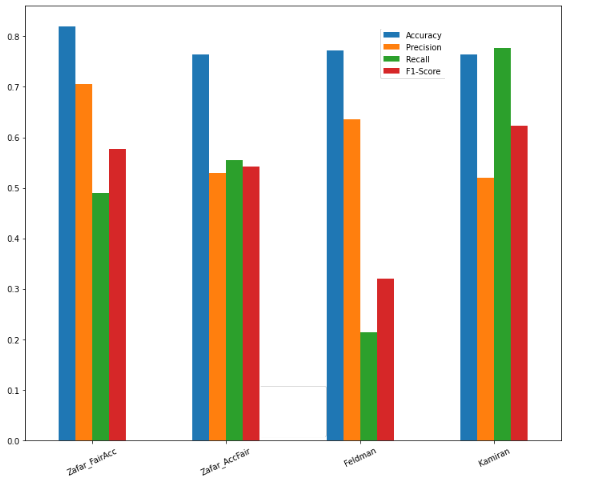 0.8
0.7
0.6
0.5
0.4
0.3
0.2
0.1
0.0
Accuracy
Precision
Recall
F1-Score
Zafar_FairAcc
Zafar_AccFair
Feldman
Kamiran